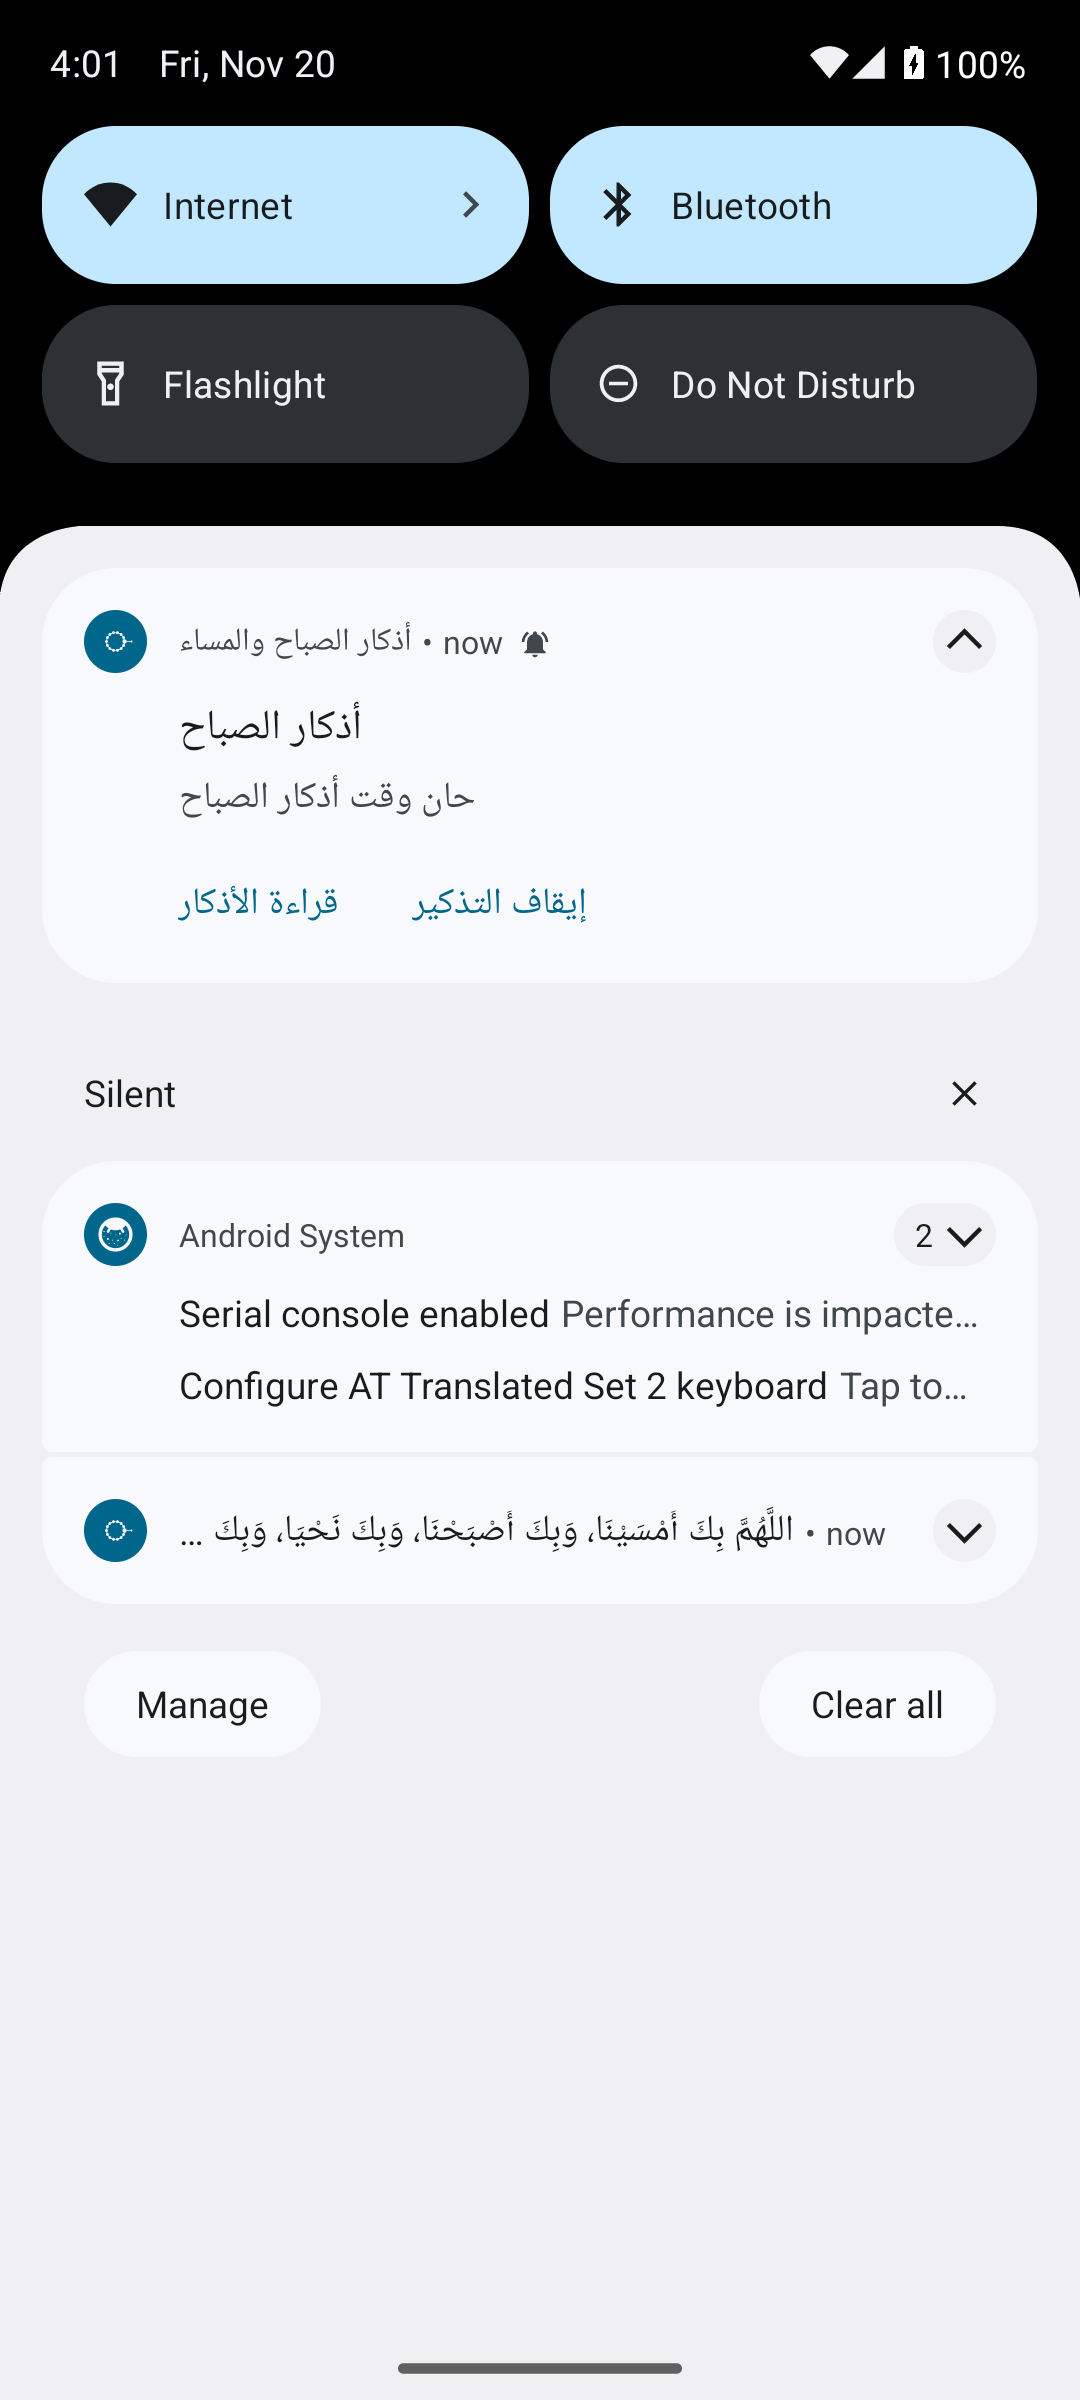 4:01 Fri, Nov 20 100%
Internet
Bluetooth
Flashlight
Do Not Disturb
أذكار الصباح والمساء • now
أذكار الصباح
حان وقت أذكار الصباح
قراءة الأذكار إيقاف التذكير
Silent
Android System 2
Serial console enabled Performance is impacte…
Configure AT Translated Set 2 keyboard Tap to…
اللَّهُمَّ بِكَ أَمْسَيْنَا، وَبِكَ أَصْبَحْنَا، وَبِكَ نَحْيَا، وَبِكَ … • now
Manage
Clear all